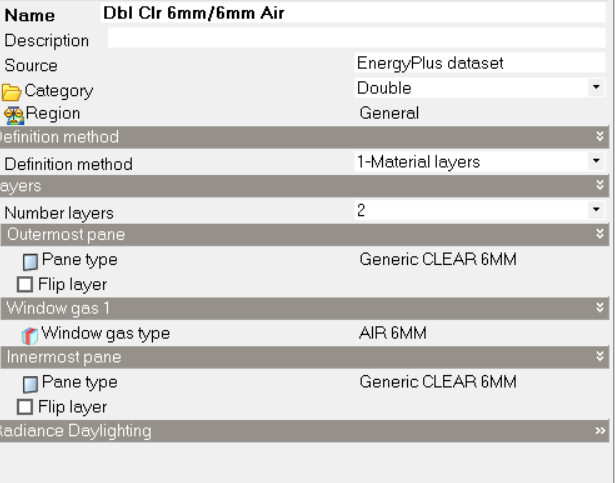 Name Dbl Clr 6mm/6mm Air
Description
Source EnergyPlus dataset
Category Double
Region General
Definition method
Definition method 1-Material layers
ayers
Number layers 2
Outermost pane
Pane type Generic CLEAR 6MM
Flip layer
Window gas 1
Window gas type AIR 6MM
Innermost pane
Pane type Generic CLEAR 6MM
Flip layer
Radiance Daylighting